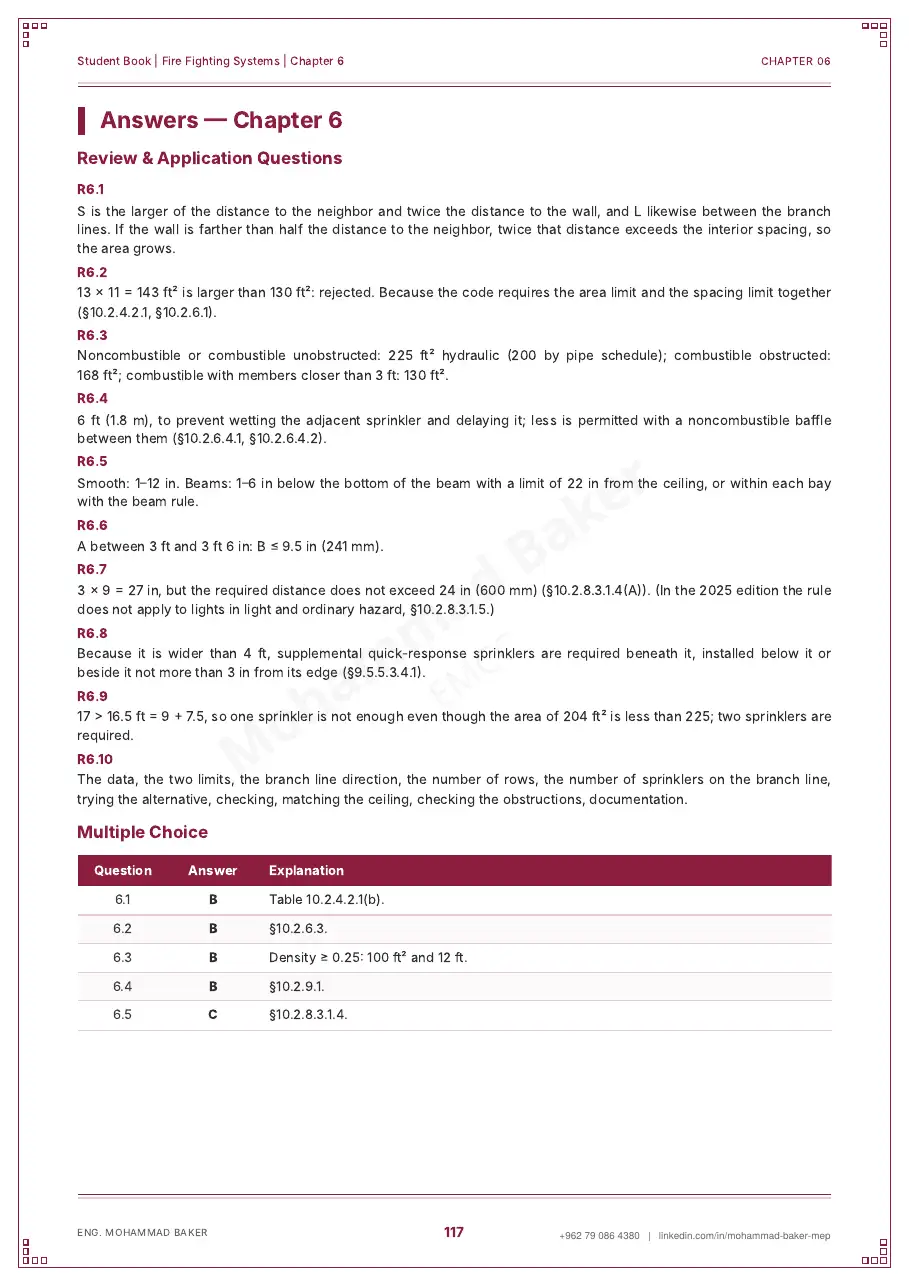 Student Book | Fire Fighting Systems | Chapter 6
CHAPTER 06
Answers — Chapter 6
Review & Application Questions
R6.1
S is the larger of the distance to the neighbor and twice the distance to the wall, and L likewise between the branch
lines. If the wall is farther than half the distance to the neighbor, twice that distance exceeds the interior spacing, so
the area grows.
R6.2
13 × 11 = 143 ft² is larger than 130 ft²: rejected. Because the code requires the area limit and the spacing limit together
(§10.2.4.2.1, §10.2.6.1).
R6.3
Noncombustible or combustible unobstructed: 225 ft² hydraulic (200 by pipe schedule); combustible obstructed:
168 ft²; combustible with members closer than 3 ft: 130 ft².
R6.4
6 ft (1.8 m), to prevent wetting the adjacent sprinkler and delaying it; less is permitted with a noncombustible baffle
between them (§10.2.6.4.1, §10.2.6.4.2).
R6.5
Smooth: 1–12 in. Beams: 1–6 in below the bottom of the beam with a limit of 22 in from the ceiling, or within each bay
with the beam rule.
R6.6
A between 3 ft and 3 ft 6 in: B ≤ 9.5 in (241 mm).
R6.7
3 × 9 = 27 in, but the required distance does not exceed 24 in (600 mm) (§10.2.8.3.1.4(A)). (In the 2025 edition the rule
does not apply to lights in light and ordinary hazard, §10.2.8.3.1.5.)
R6.8
Because it is wider than 4 ft, supplemental quick-response sprinklers are required beneath it, installed below it or
beside it not more than 3 in from its edge (§9.5.5.3.4.1).
R6.9
17 > 16.5 ft = 9 + 7.5, so one sprinkler is not enough even though the area of 204 ft² is less than 225; two sprinklers are
required.
R6.10
The data, the two limits, the branch line direction, the number of rows, the number of sprinklers on the branch line,
trying the alternative, checking, matching the ceiling, checking the obstructions, documentation.
Multiple Choice
Question Answer Explanation
6.1 B Table 10.2.4.2.1(b).
6.2 B §10.2.6.3.
6.3 B Density ≥ 0.25: 100 ft² and 12 ft.
6.4 B §10.2.9.1.
6.5 C §10.2.8.3.1.4.
Mohammad Baker
ENG. MOHAMMAD BAKER
117
+962 79 086 4380 | linkedin.com/in/mohammad-baker-mep